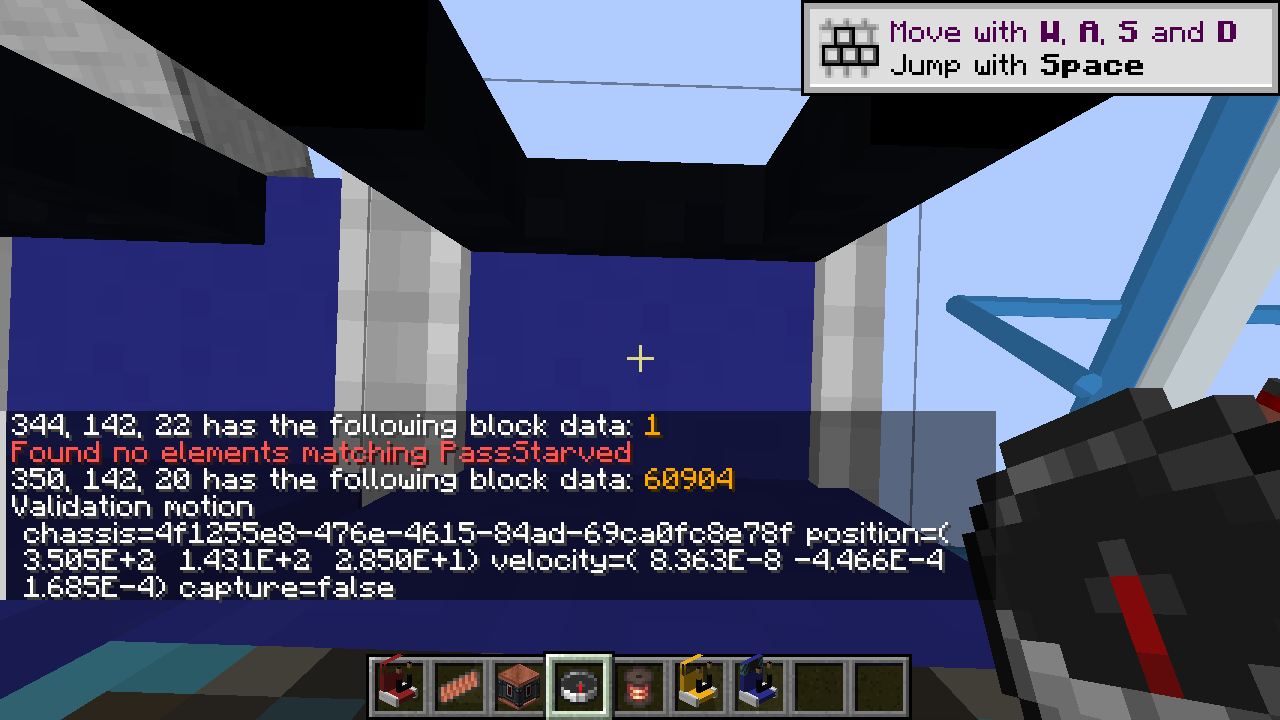 Move with W, A, S and D
Jump with Space
344, 142, 22 has the following block data: 1
Found no elements matching PassStarved
350, 142, 20 has the following block data: 60904
Validation motion
chassis=4f1255e8-476e-4615-84ad-69ca0fc8e78f position=(
3.505E+2 1.431E+2 2.850E+1) velocity=( 8.363E-8 -4.466E-4
1.685E-4) capture=false